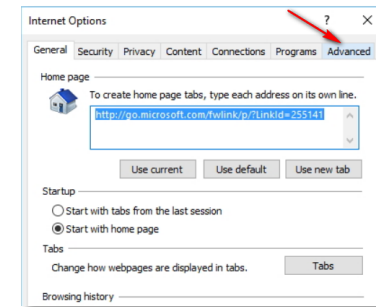 Internet Options ? X
General Security Privacy Content Connections Programs Advanced
Home page
To create home page tabs, type each address on its own line.
http://go.microsoft.com/fwlink/p/?LinkId=255141
Use current Use default Use new tab
Startup
Start with tabs from the last session
Start with home page
Tabs
Change how webpages are displayed in tabs. Tabs
Browsing history